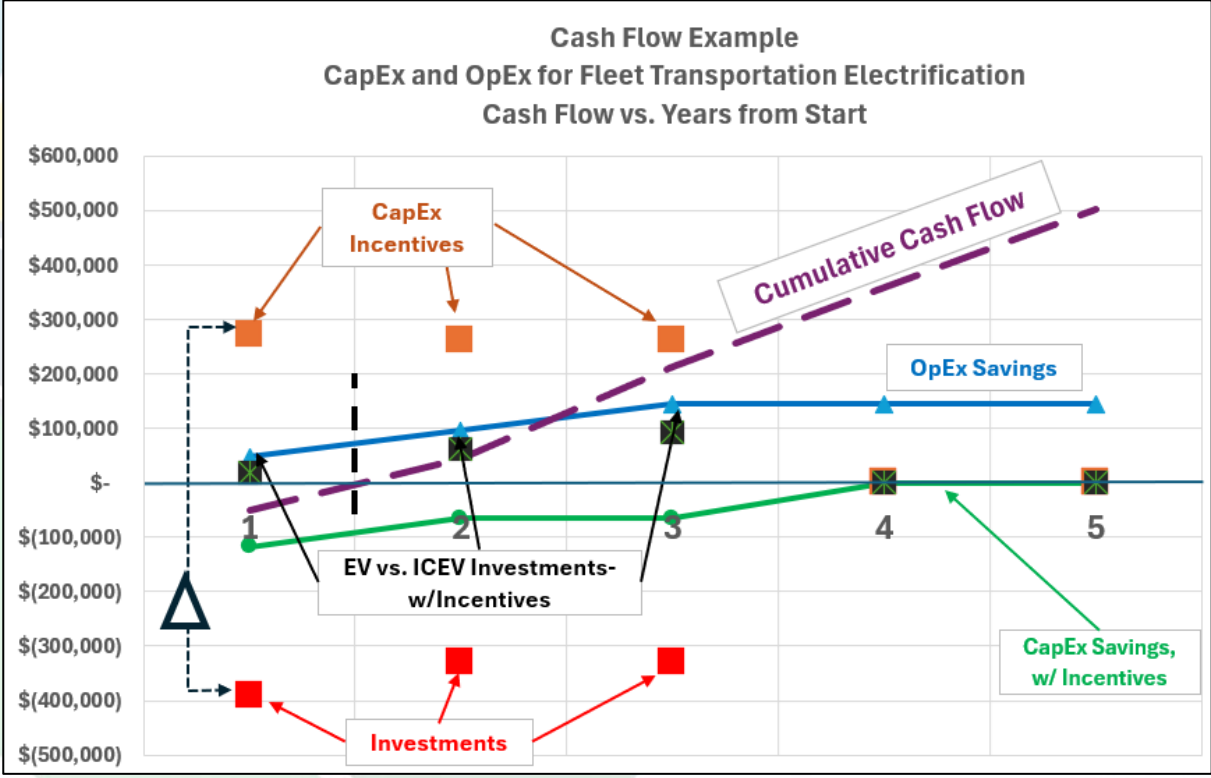 Cash Flow Example
CapEx and OpEx for Fleet Transportation Electrification
Cash Flow vs. Years from Start
$600,000
$500,000
$400,000
$300,000
$200,000
$100,000
$-
$(100,000)
$(200,000)
$(300,000)
$(400,000)
$(500,000)
CapEx
Incentives
Cumulative Cash Flow
OpEx Savings
1
2
3
4
5
EV vs. ICEV Investments-
w/Incentives
CapEx Savings,
w/ Incentives
Investments